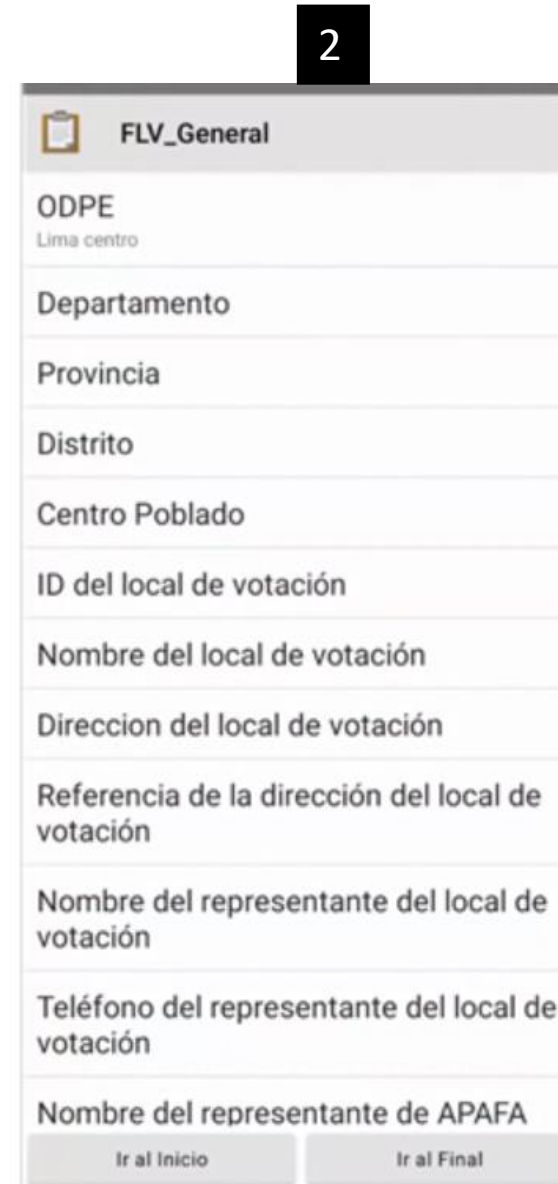 2
FLV_General
ODPE
Lima centro
Departamento
Provincia
Distrito
Centro Poblado
ID del local de votación
Nombre del local de votación
Direccion del local de votación
Referencia de la dirección del local de
votación
Nombre del representante del local de
votación
Teléfono del representante del local de
votación
Nombre del representante de APAFA
Ir al Inicio
Ir al Final